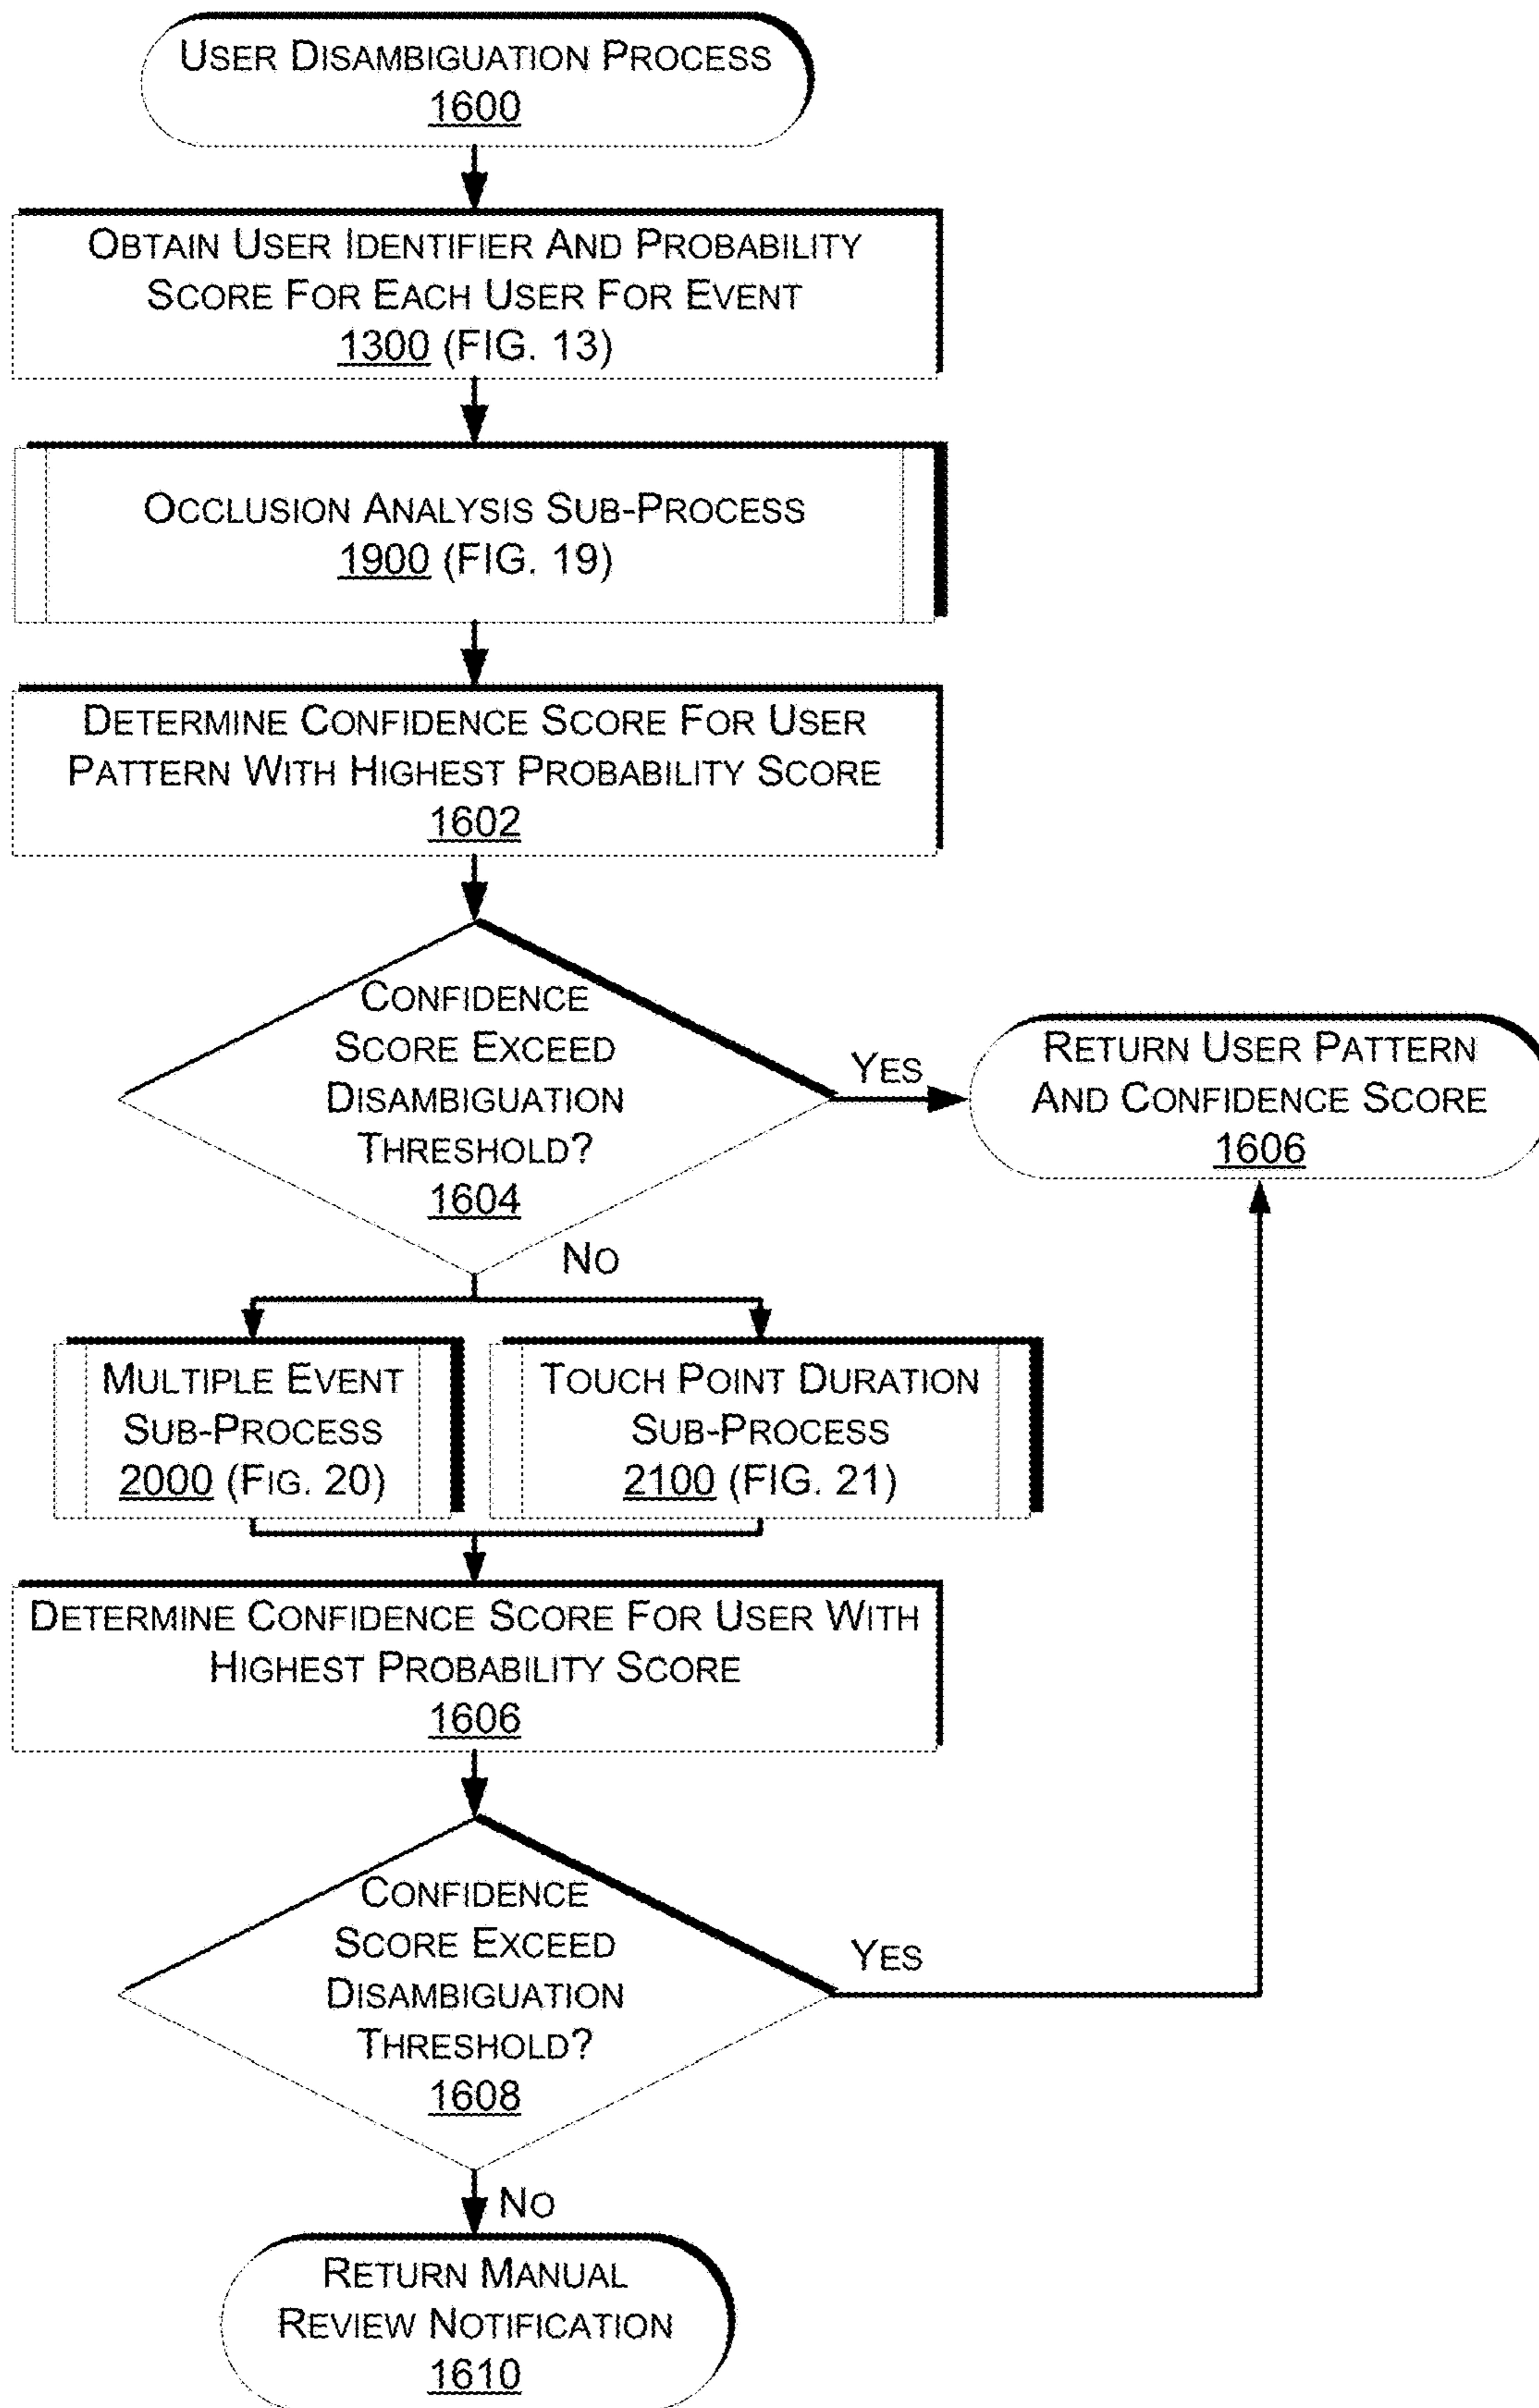 USER DISAMBIGUATION PROCESS
1600
OBTAIN USER IDENTIFIER AND PROBABILITY
SCORE FOR EACH USER FOR EVENT
1300 (FIG. 13)
OCCLUSION ANALYSIS SUB-PROCESS
1900 (FIG. 19)
DETERMINE CONFIDENCE SCORE FOR USER
PATTERN WITH HIGHEST PROBABILITY SCORE
1602
CONFIDENCE
SCORE EXCEED
DISAMBIGUATION
THRESHOLD?
1604
YES
RETURN USER PATTERN
AND CONFIDENCE SCORE
1606
NO
MULTIPLE EVENT
SUB-PROCESS
2000 (FIG. 20)
TOUCH POINT DURATION
SUB-PROCESS
2100 (FIG. 21)
DETERMINE CONFIDENCE SCORE FOR USER WITH
HIGHEST PROBABILITY SCORE
1606
CONFIDENCE
SCORE EXCEED
DISAMBIGUATION
THRESHOLD?
1608
YES
NO
RETURN MANUAL
REVIEW NOTIFICATION
1610